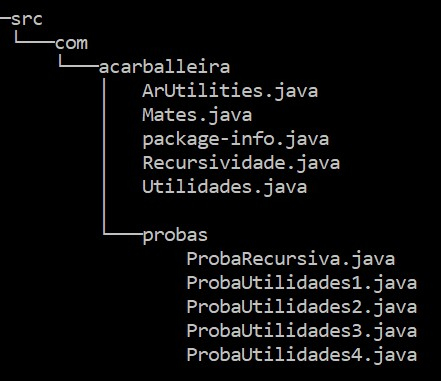 src
com
acarballeira
ArUtilities.java
Mates.java
package-info.java
Recursividade.java
Utilidades.java
probas
ProbaRecursiva.java
ProbaUtilidades1.java
ProbaUtilidades2.java
ProbaUtilidades3.java
ProbaUtilidades4.java